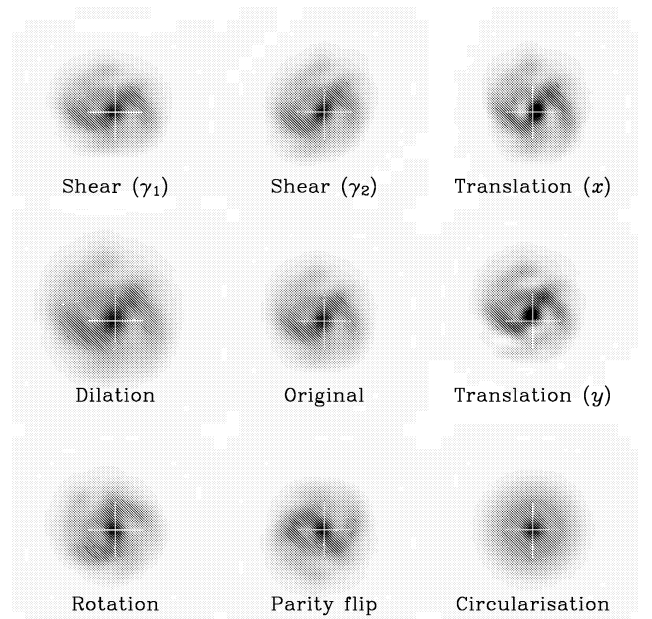 Shear (γ₁) Shear (γ₂) Translation (x)
Dilation Original Translation (y)
Rotation Parity flip Circularisation